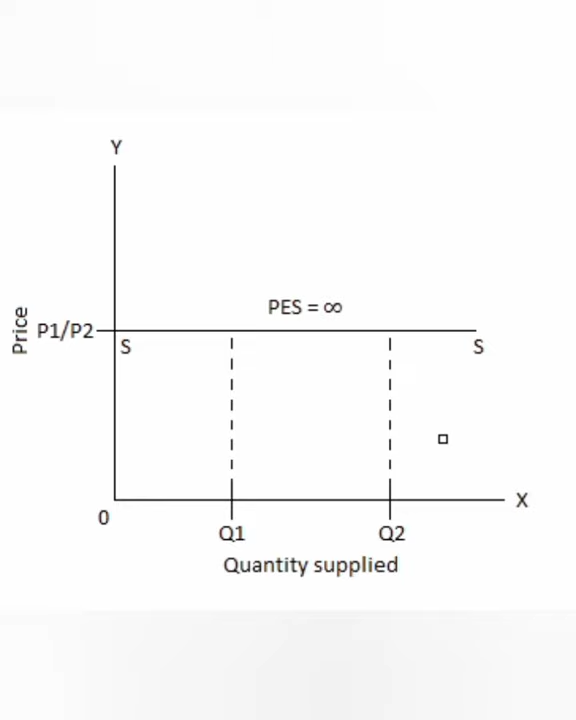 Y
PES = ∞
Price
P1/P2
S
S
0
X
Q1
Q2
Quantity supplied